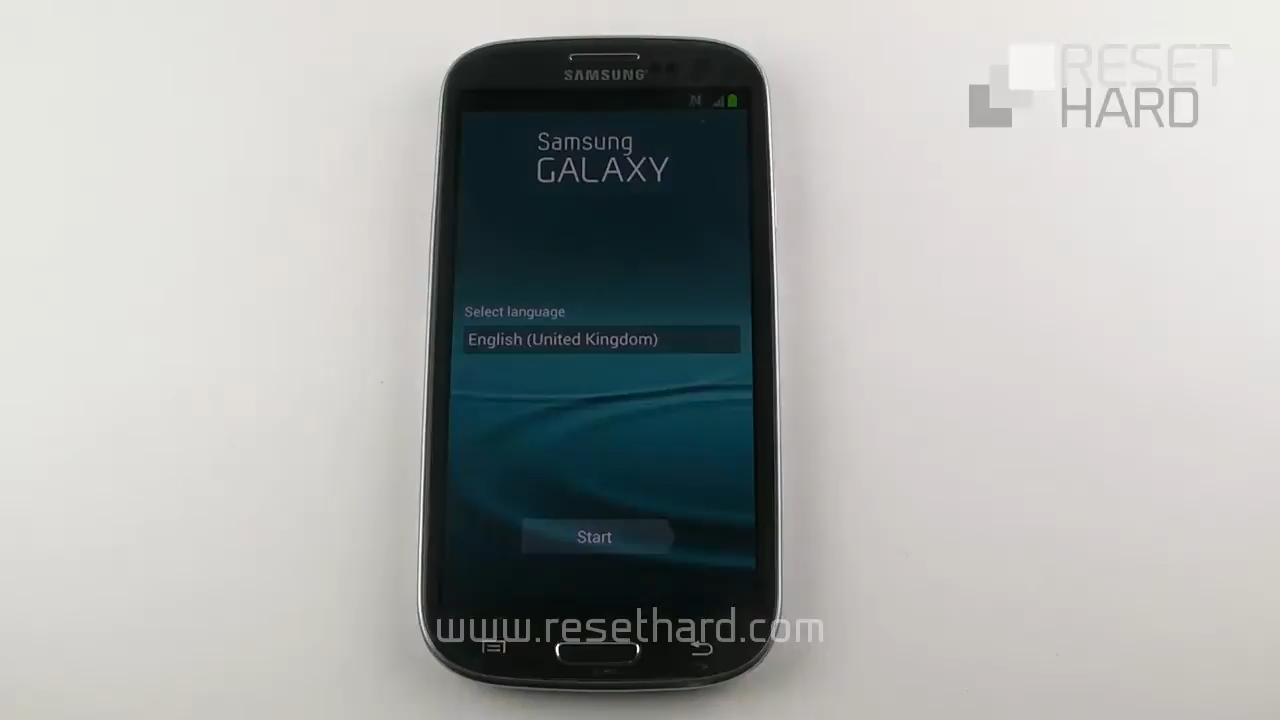 RESET
HARD
SAMSUNG
Samsung
GALAXY
Select language
English (United Kingdom)
Start
www.resethard.com